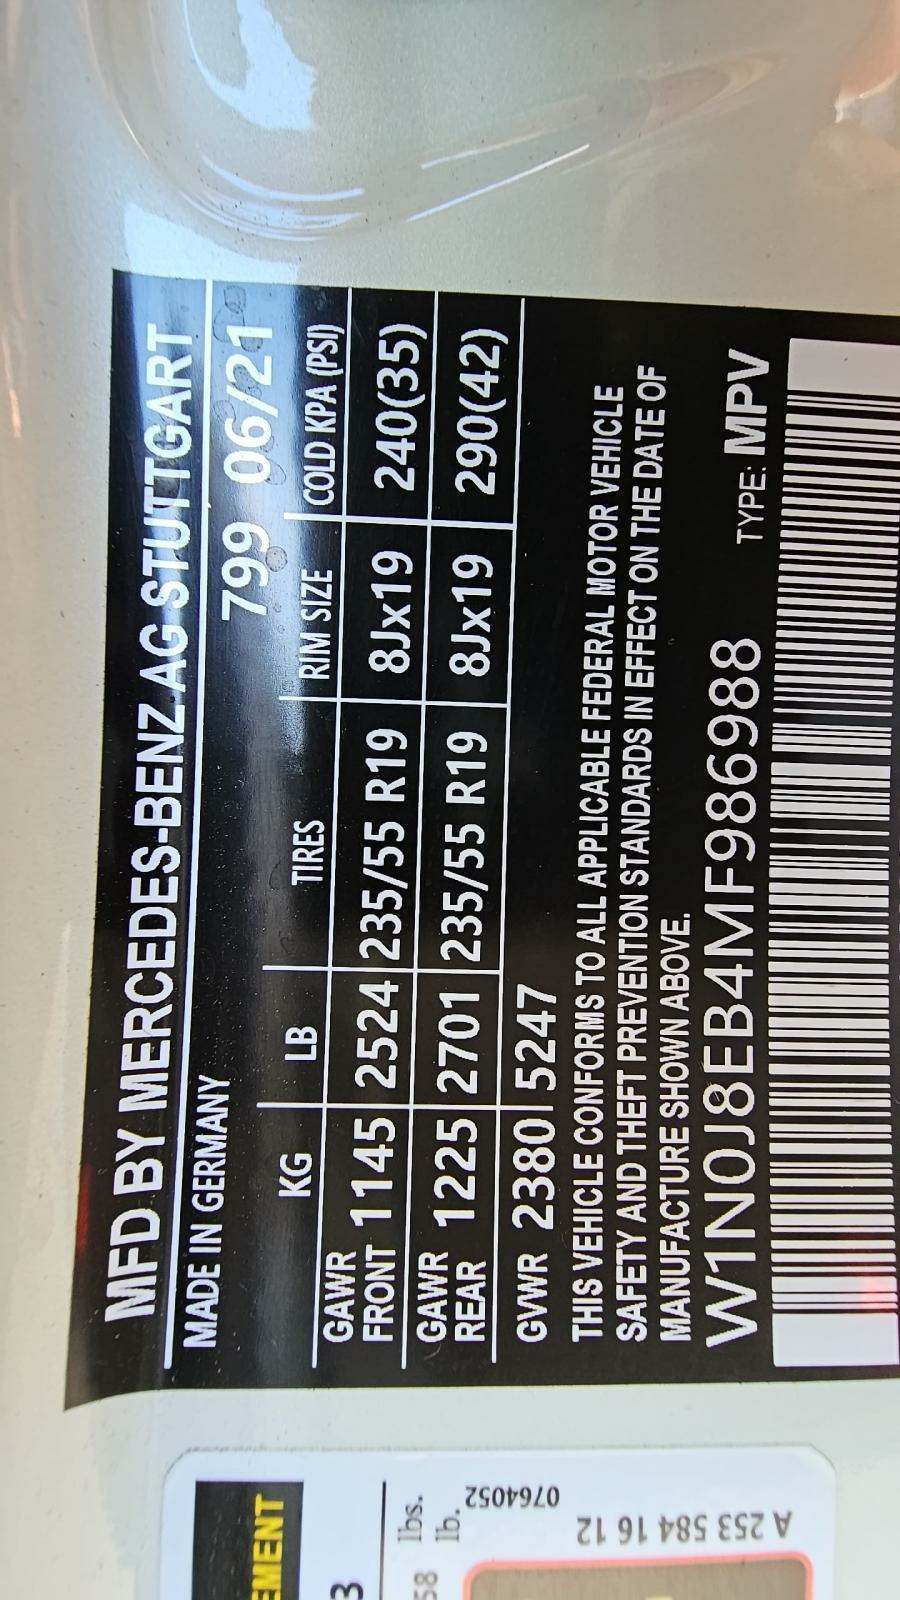 MFD BY MERCEDES-BENZ AG STUTTGART
MADE IN GERMANY 799 06/21
KG LB TIRES RIM SIZE COLD KPA (PSI)
GAWR FRONT 1145 2524 235/55 R19 8Jx19 240(35)
GAWR REAR 1225 2701 235/55 R19 8Jx19 290(42)
GVWR 2380 5247
THIS VEHICLE CONFORMS TO ALL APPLICABLE FEDERAL MOTOR VEHICLE
SAFETY AND THEFT PREVENTION STANDARDS IN EFFECT ON THE DATE OF
MANUFACTURE SHOWN ABOVE.
W1N0J8EB4MF986988 TYPE: MPV
EMENT
3
lbs.
58 lb.
0764052
A 253 584 16 12